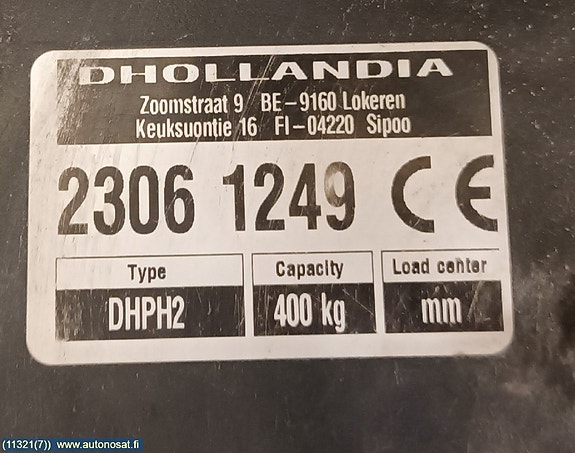 DHOLLANDIA
Zoomstraat 9 BE-9160 Lokeren
Keuksuontie 16 FI-04220 Sipoo
2306 1249 CE
Type Capacity Load center
DHPH2 400 kg mm
(11321(7)) www.autonosat.fi